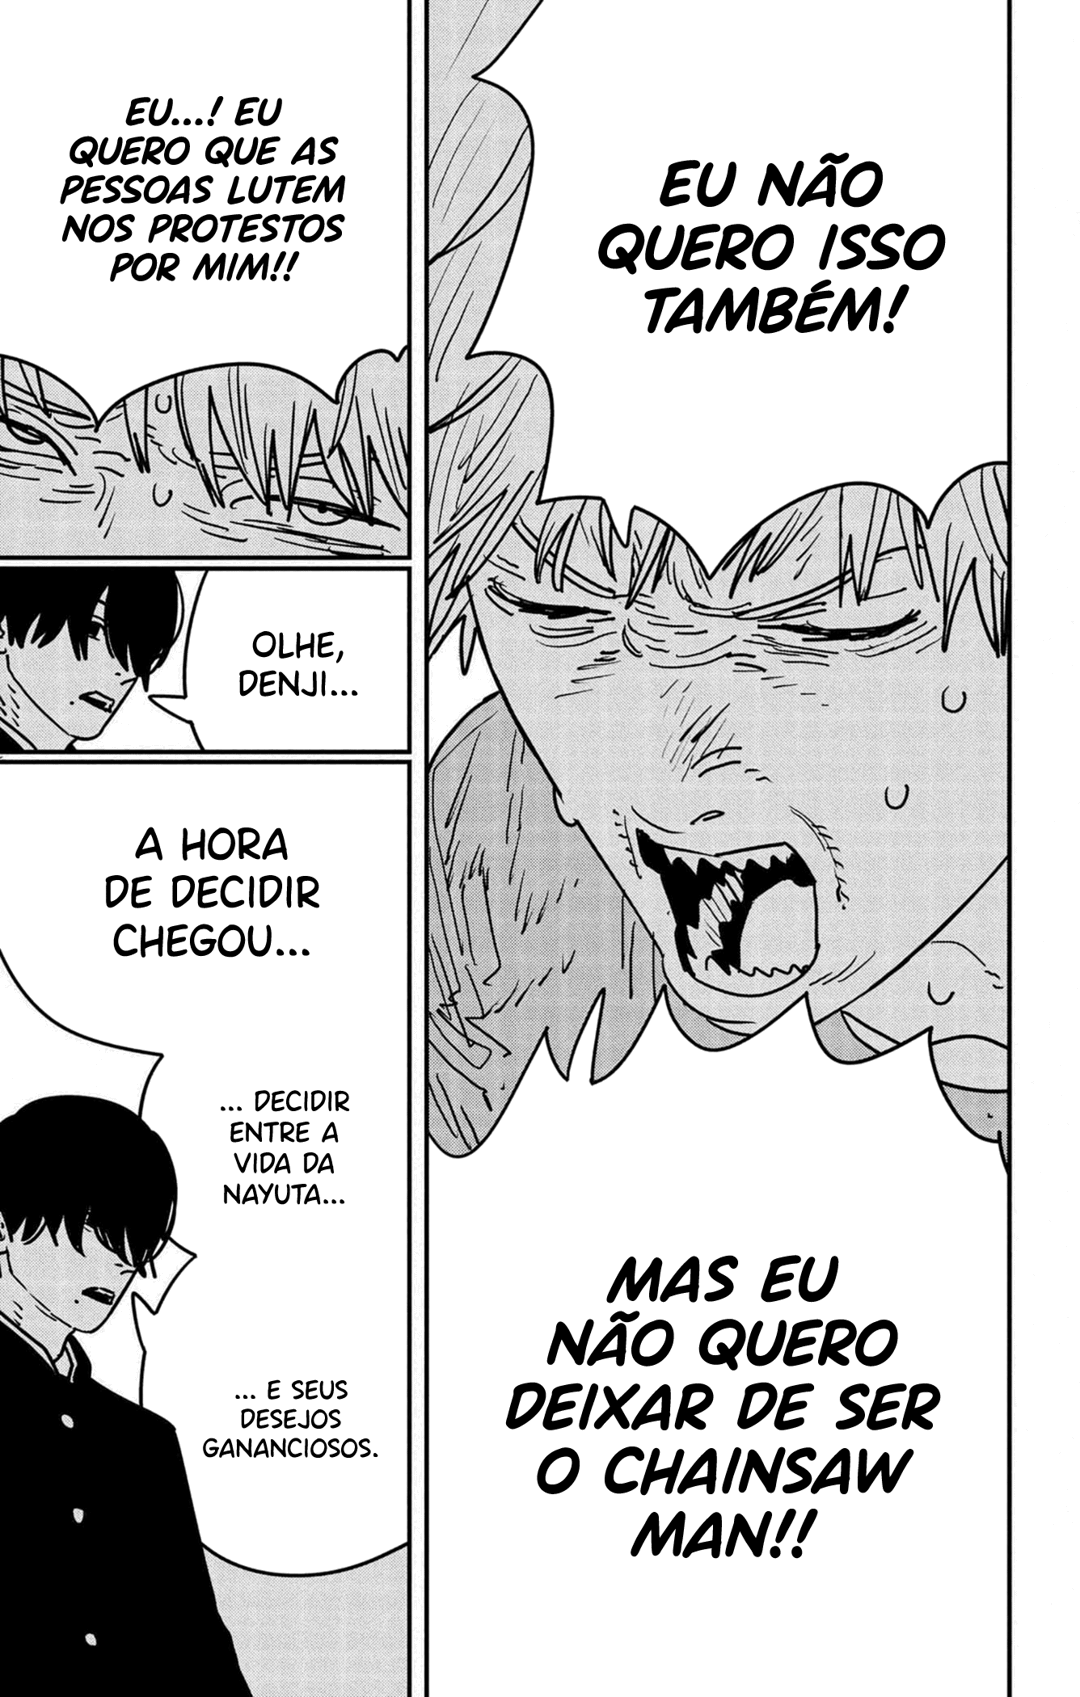 EU NÃO
QUERO ISSO
TAMBÉM!
MAS EU
NÃO QUERO
DEIXAR DE SER
O CHAINSAW
MAN!!
EU...! EU
QUERO QUE AS
PESSOAS LUTEM
NOS PROTESTOS
POR MIM!!
OLHE,
DENJI...
A HORA
DE DECIDIR
CHEGOU...
... DECIDIR
ENTRE A
VIDA DA
NAYUTA...
... E SEUS
DESEJOS
GANANCIOSOS.